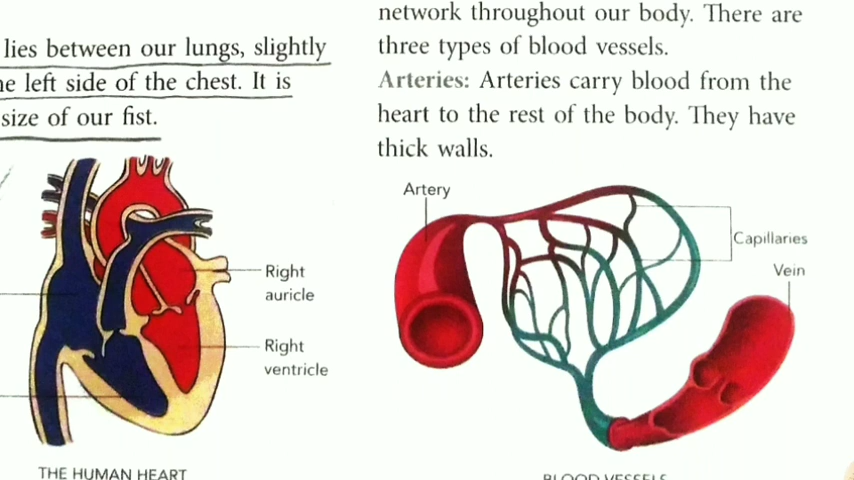 lies between our lungs, slightly
left side of the chest. It is
size of our fist.
Right
auricle
Right
ventricle
THE HUMAN HEART
network throughout our body. There are
three types of blood vessels.
Arteries: Arteries carry blood from the
heart to the rest of the body. They have
thick walls.
Artery
Capillaries
Vein
BLOOD VESSELS